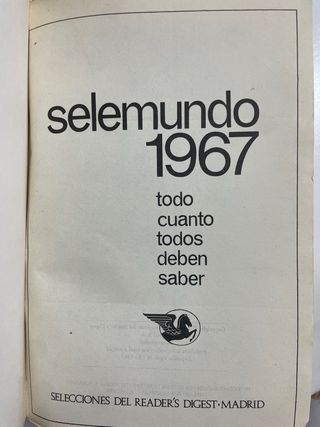 selemundo
1967
todo
cuanto
todos
deben
saber
SELECCIONES DEL READER'S DIGEST · MADRID